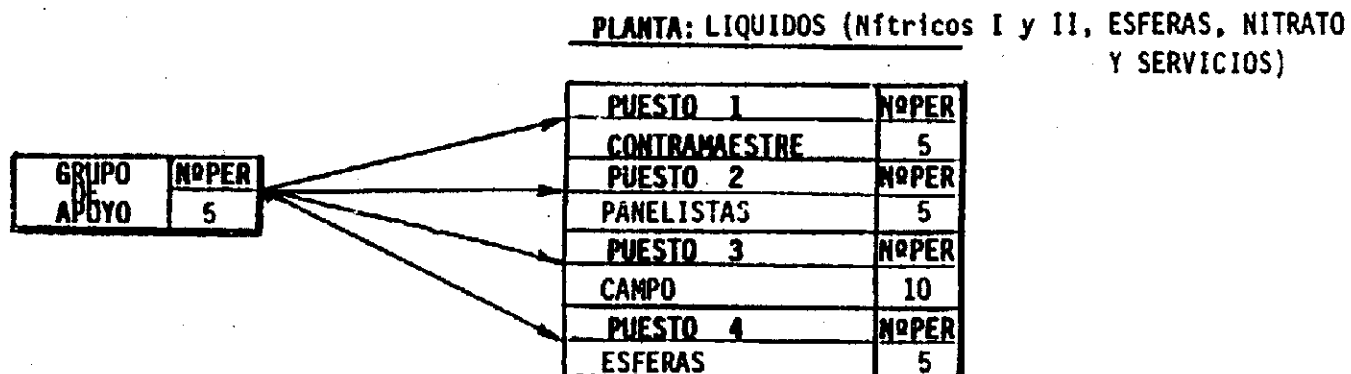 PLANTA: LIQUIDOS (Nítricos I y II, ESFERAS, NITRATO
Y SERVICIOS)
GRUPO DE APOYO
NºPER
5
PUESTO 1 NºPER
CONTRAMAESTRE 5
PUESTO 2 NºPER
PANELISTAS 5
PUESTO 3 NºPER
CAMPO 10
PUESTO 4 NºPER
ESFERAS 5